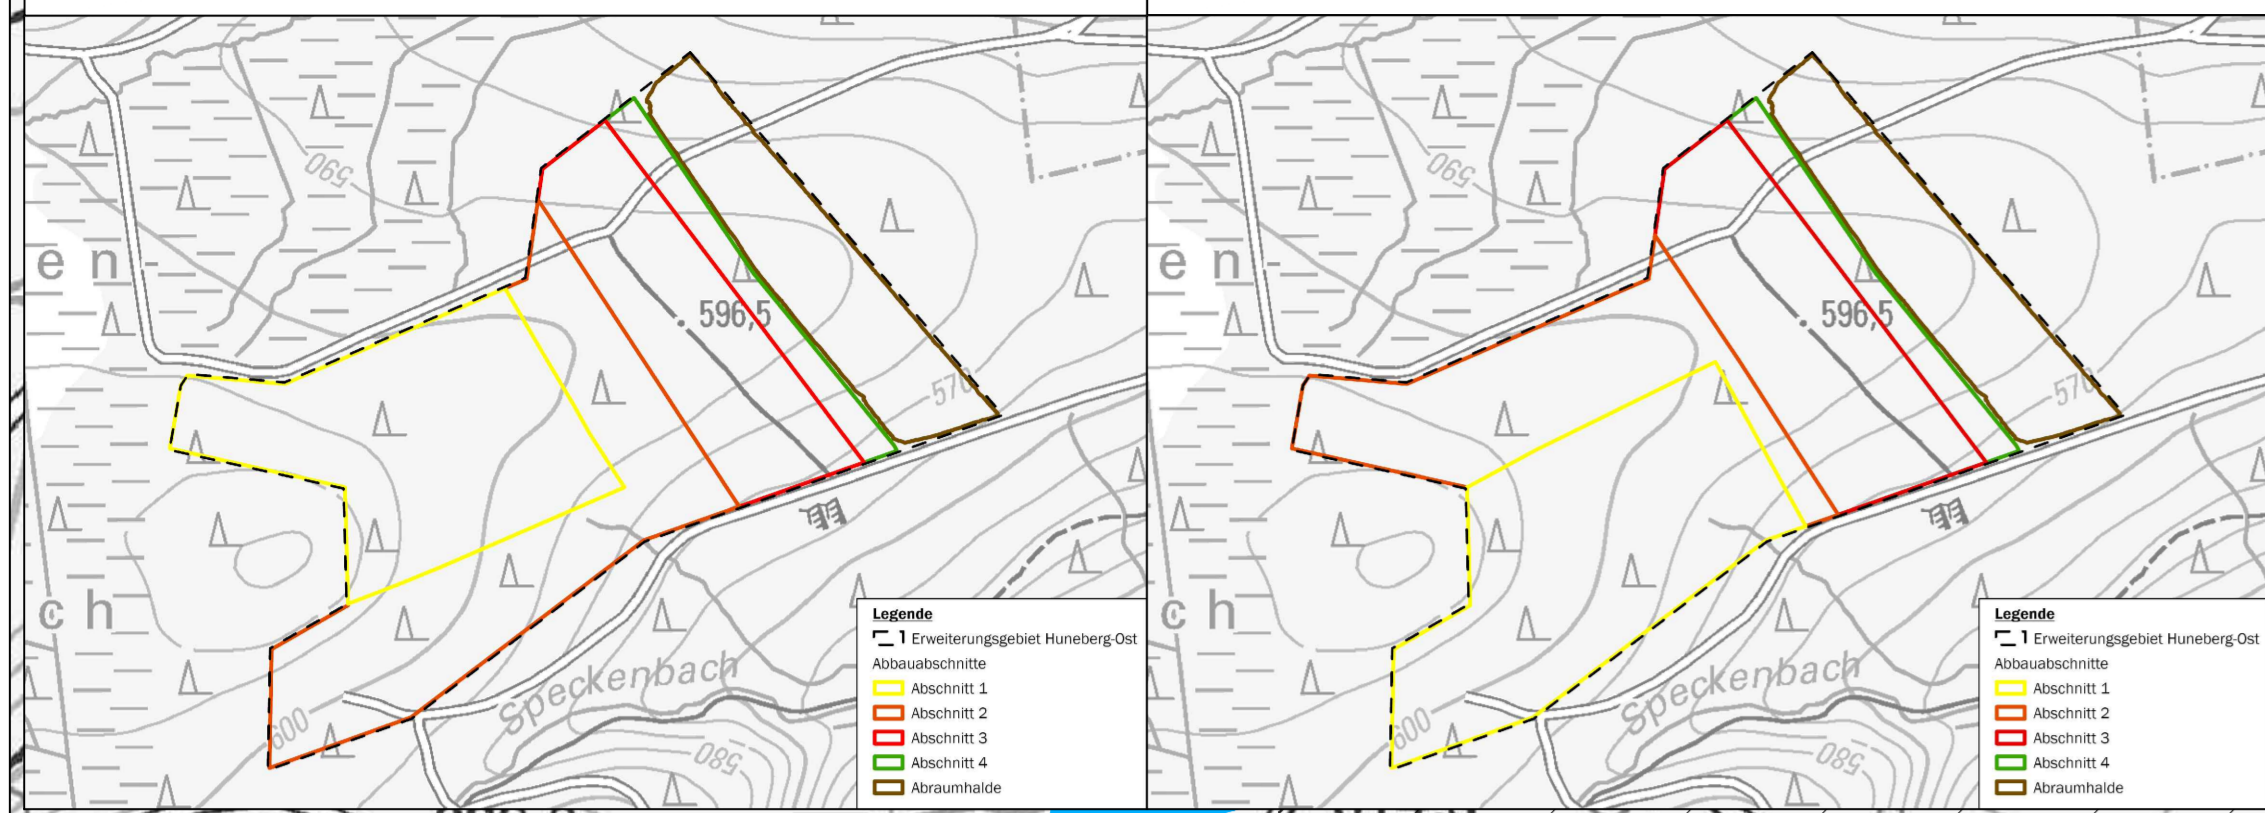 590
e n
596,5
570
c h
600
Speckenbach
580
Legende
Erweiterungsgebiet Huneberg-Ost
Abbauabschnitte
Abschnitt 1
Abschnitt 2
Abschnitt 3
Abschnitt 4
Abraumhalde
590
e n
596,5
570
c h
600
Speckenbach
580
Legende
Erweiterungsgebiet Huneberg-Ost
Abbauabschnitte
Abschnitt 1
Abschnitt 2
Abschnitt 3
Abschnitt 4
Abraumhalde